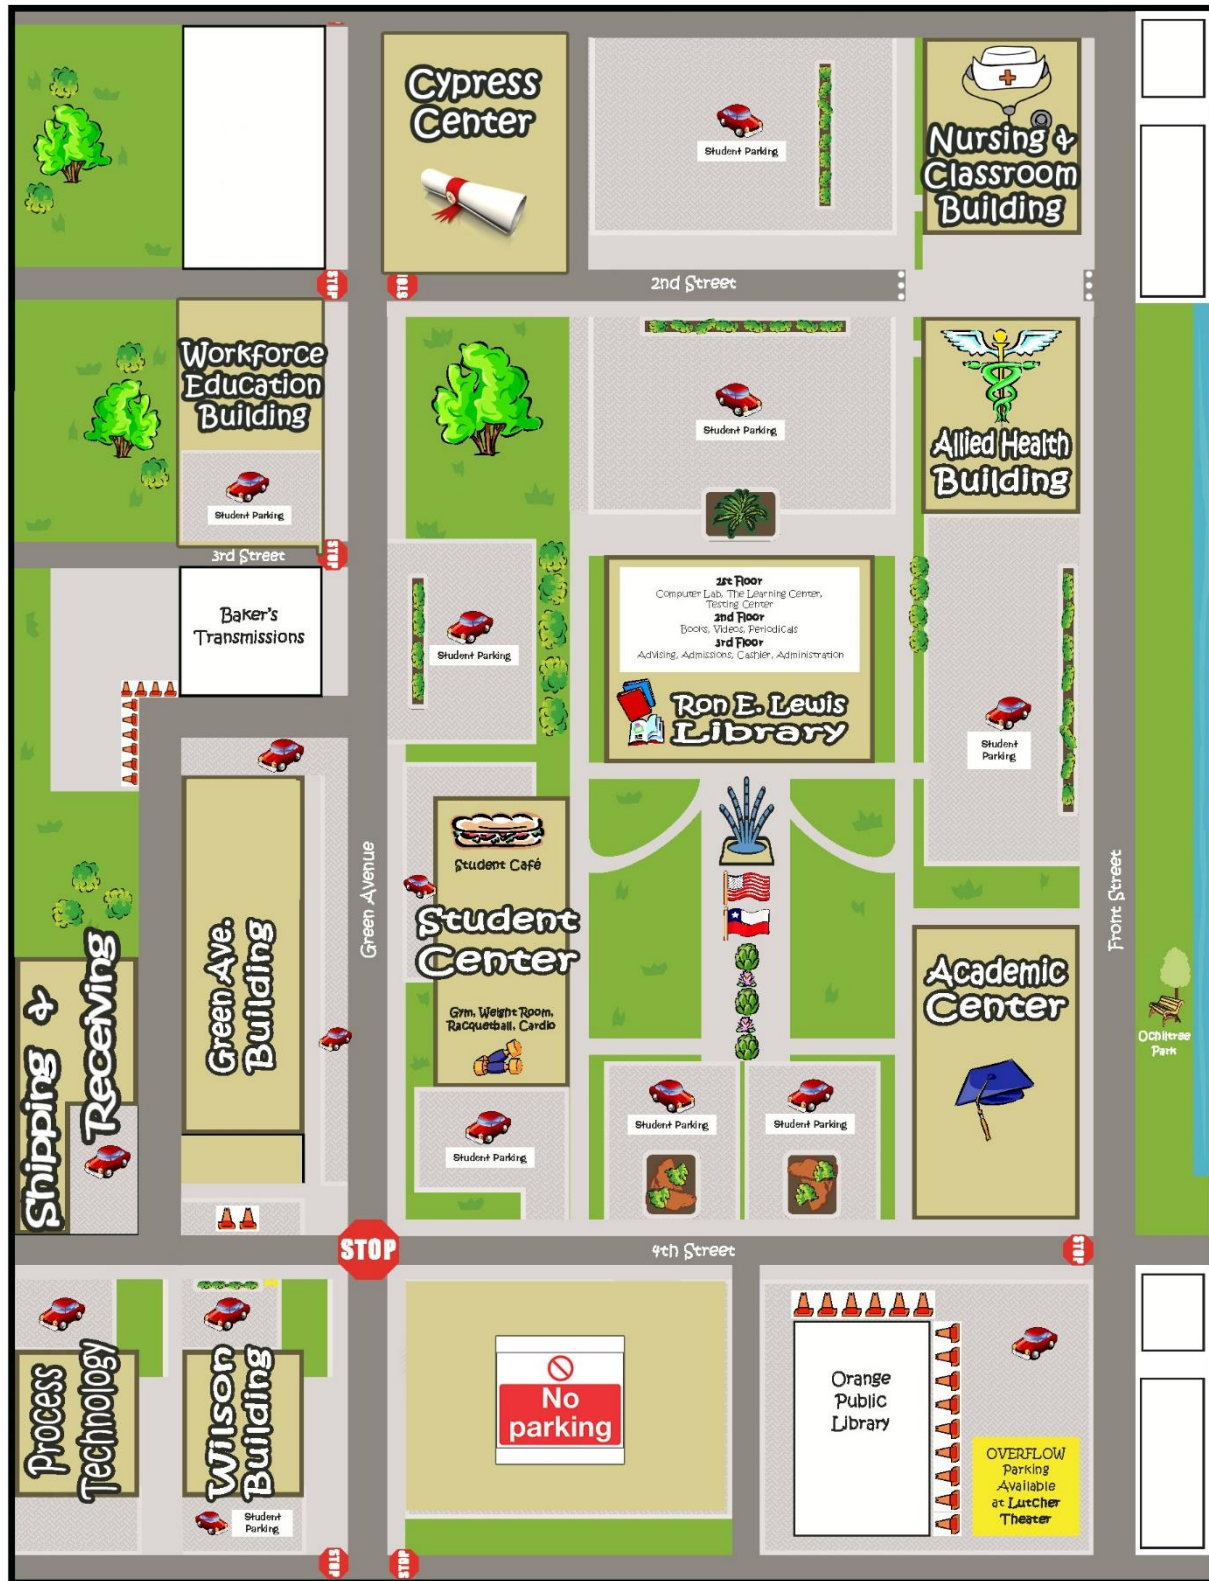 Cypress
Center
Student Parking
Nursing &
Classroom
Building
STOP
STOP
2nd Street
Workforce
Education
Building
Student Parking
Student Parking
Allied Health
Building
3rd Street
STOP
Baker's
Transmissions
Student Parking
1st Floor
Computer Lab, The Learning Center,
Testing Center
2nd Floor
Books, Videos, Periodicals
3rd Floor
Advising, Admissions, Cashier, Administration
Ron E. Lewis
Library
Student
Parking
Green Avenue
Front Street
Student Café
Student
Center
Gym, Weight Room,
Racquetball, Cardio
Green Ave.
Building
Academic
Center
Ochiltree
Park
Shipping &
Receiving
Student Parking
Student Parking
Student Parking
STOP
4th Street
STOP
Process
Technology
Wilson
Building
Student
Parking
No
parking
Orange
Public
Library
OVERFLOW
Parking
Available
at Lutcher
Theater
STOP
STOP